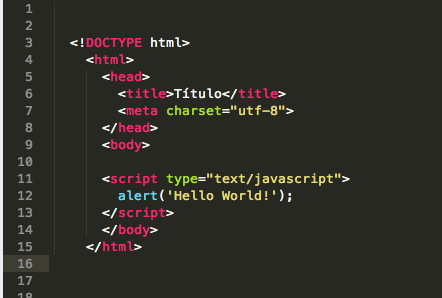 1
2
3 <!DOCTYPE html>
4 <html>
5 <head>
6 <title>Título</title>
7 <meta charset="utf-8">
8 </head>
9 <body>
10
11 <script type="text/javascript">
12 alert('Hello World!');
13 </script>
14 </body>
15 </html>
16
17
18